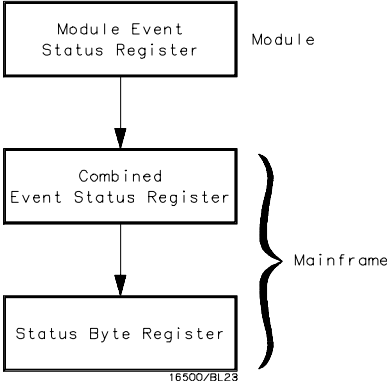 Module Event
Status Register
Module
Combined
Event Status Register
Mainframe
Status Byte Register
16500/BL23